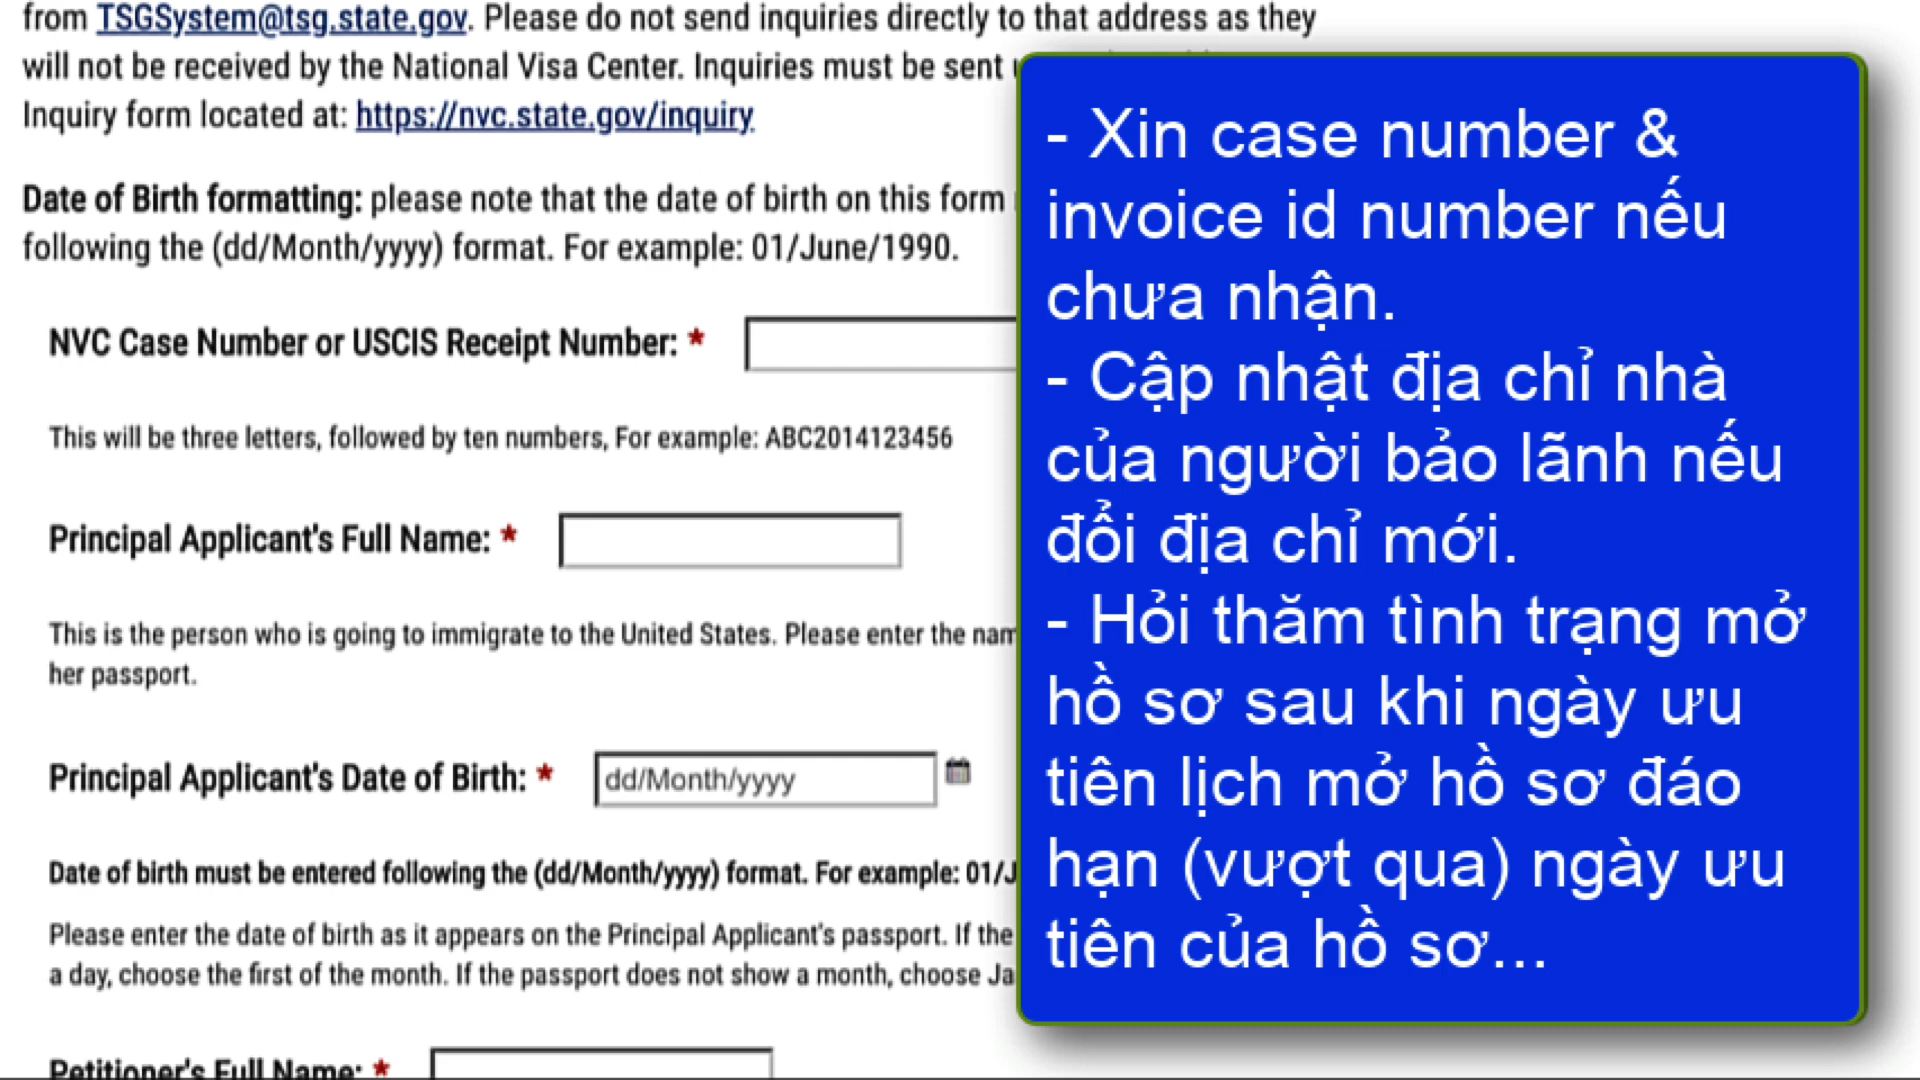 from TSGSystem@tsg.state.gov. Please do not send inquiries directly to that address as they
will not be received by the National Visa Center. Inquiries must be sent
Inquiry form located at: https://nvc.state.gov/inquiry
Date of Birth formatting: please note that the date of birth on this form
following the (dd/Month/yyyy) format. For example: 01/June/1990.
NVC Case Number or USCIS Receipt Number: *
This will be three letters, followed by ten numbers, For example: ABC2014123456
Principal Applicant's Full Name: *
This is the person who is going to immigrate to the United States. Please enter the nam
her passport.
Principal Applicant's Date of Birth: *
dd/Month/yyyy
Date of birth must be entered following the (dd/Month/yyyy) format. For example: 01/J
Please enter the date of birth as it appears on the Principal Applicant's passport. If the
a day, choose the first of the month. If the passport does not show a month, choose Ja
Petitioner's Full Name: *
- Xin case number &
invoice id number nếu
chưa nhận.
- Cập nhật địa chỉ nhà
của người bảo lãnh nếu
đổi địa chỉ mới.
- Hỏi thăm tình trạng mở
hồ sơ sau khi ngày ưu
tiên lịch mở hồ sơ đáo
hạn (vượt qua) ngày ưu
tiên của hồ sơ...